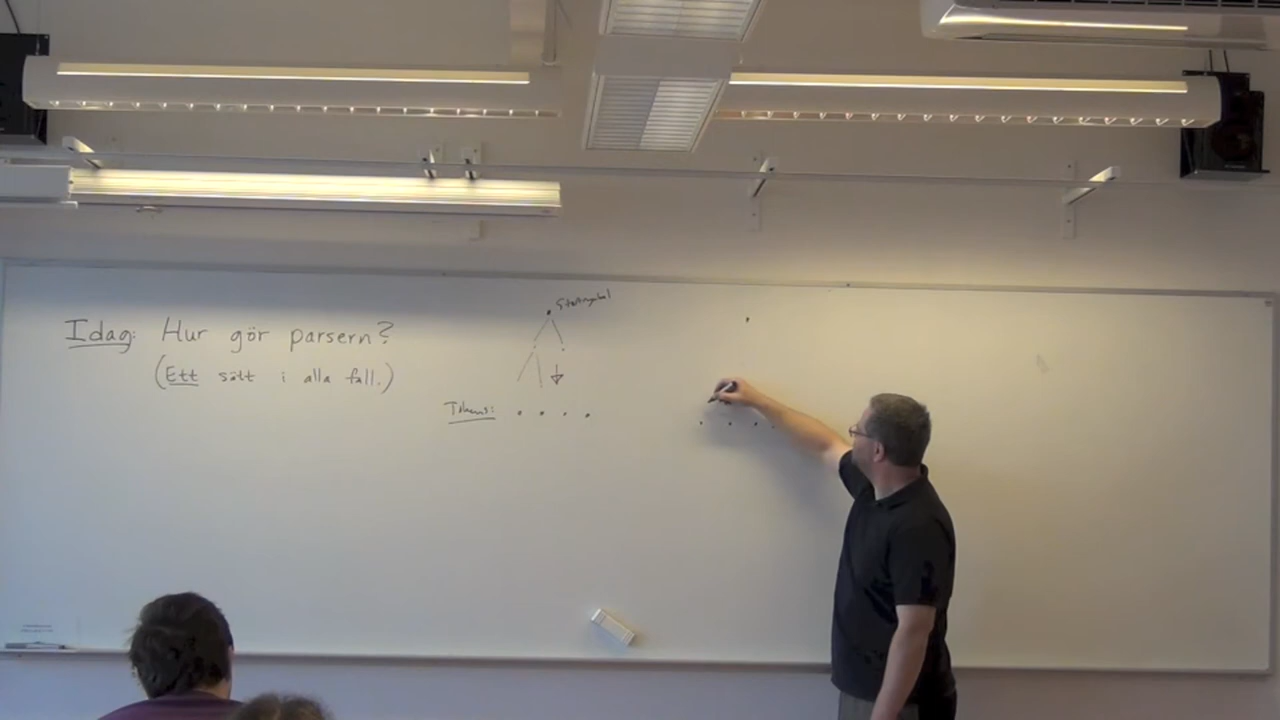 Idag: Hur gör parsern?
(Ett sätt i alla fall.)
Startsymbol
Tokens: